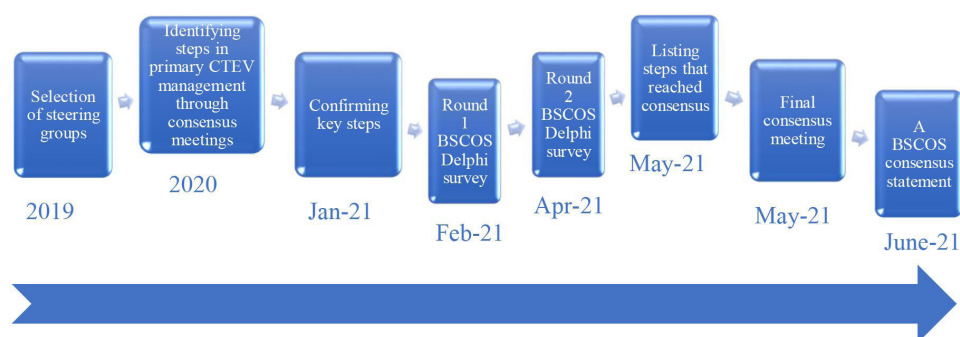 Selection
of steering
groups
2019
Identifying
steps in
primary CTEV
management
through
consensus
meetings
2020
Confirming
key steps
Jan-21
Round
1
BSCOS
Delphi
survey
Feb-21
Round
2
BSCOS
Delphi
survey
Apr-21
Listing
steps that
reached
consensus
May-21
Final
consensus
meeting
May-21
A
BSCOS
consensus
statement
June-21